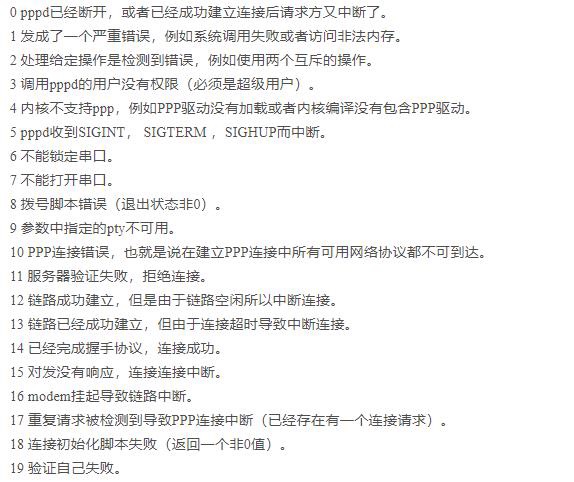 0 pppd已经断开，或者已经成功建立连接后请求方又中断了。
1 发成了一个严重错误，例如系统调用失败或者访问非法内存。
2 处理给定操作是检测到错误，例如使用两个互斥的操作。
3 调用pppd的用户没有权限（必须是超级用户）。
4 内核不支持ppp，例如PPP驱动没有加载或者内核编译没有包含PPP驱动。
5 pppd收到SIGINT， SIGTERM ，SIGHUP而中断。
6 不能锁定串口。
7 不能打开串口。
8 拨号脚本错误（退出状态非0）。
9 参数中指定的pty不可用。
10 PPP连接错误，也就是说在建立PPP连接中所有可用网络协议都不可到达。
11 服务器验证失败，拒绝连接。
12 链路成功建立，但是由于链路空闲所以中断连接。
13 链路已经成功建立，但由于连接超时导致中断连接。
14 已经完成握手协议，连接成功。
15 对发没有响应，连接连接中断。
16 modem挂起导致链路中断。
17 重复请求被检测到导致PPP连接中断（已经存在有一个连接请求）。
18 连接初始化脚本失败（返回一个非0值）。
19 验证自己失败。